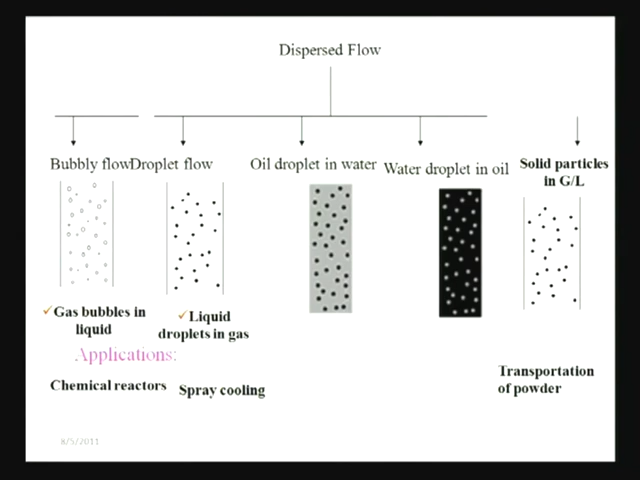 Dispersed Flow
Bubbly flow Droplet flow Oil droplet in water Water droplet in oil Solid particles
in G/L
✓Gas bubbles in
liquid
✓Liquid
droplets in gas
Applications:
Chemical reactors
Spray cooling
Transportation
of powder
8/5/2011